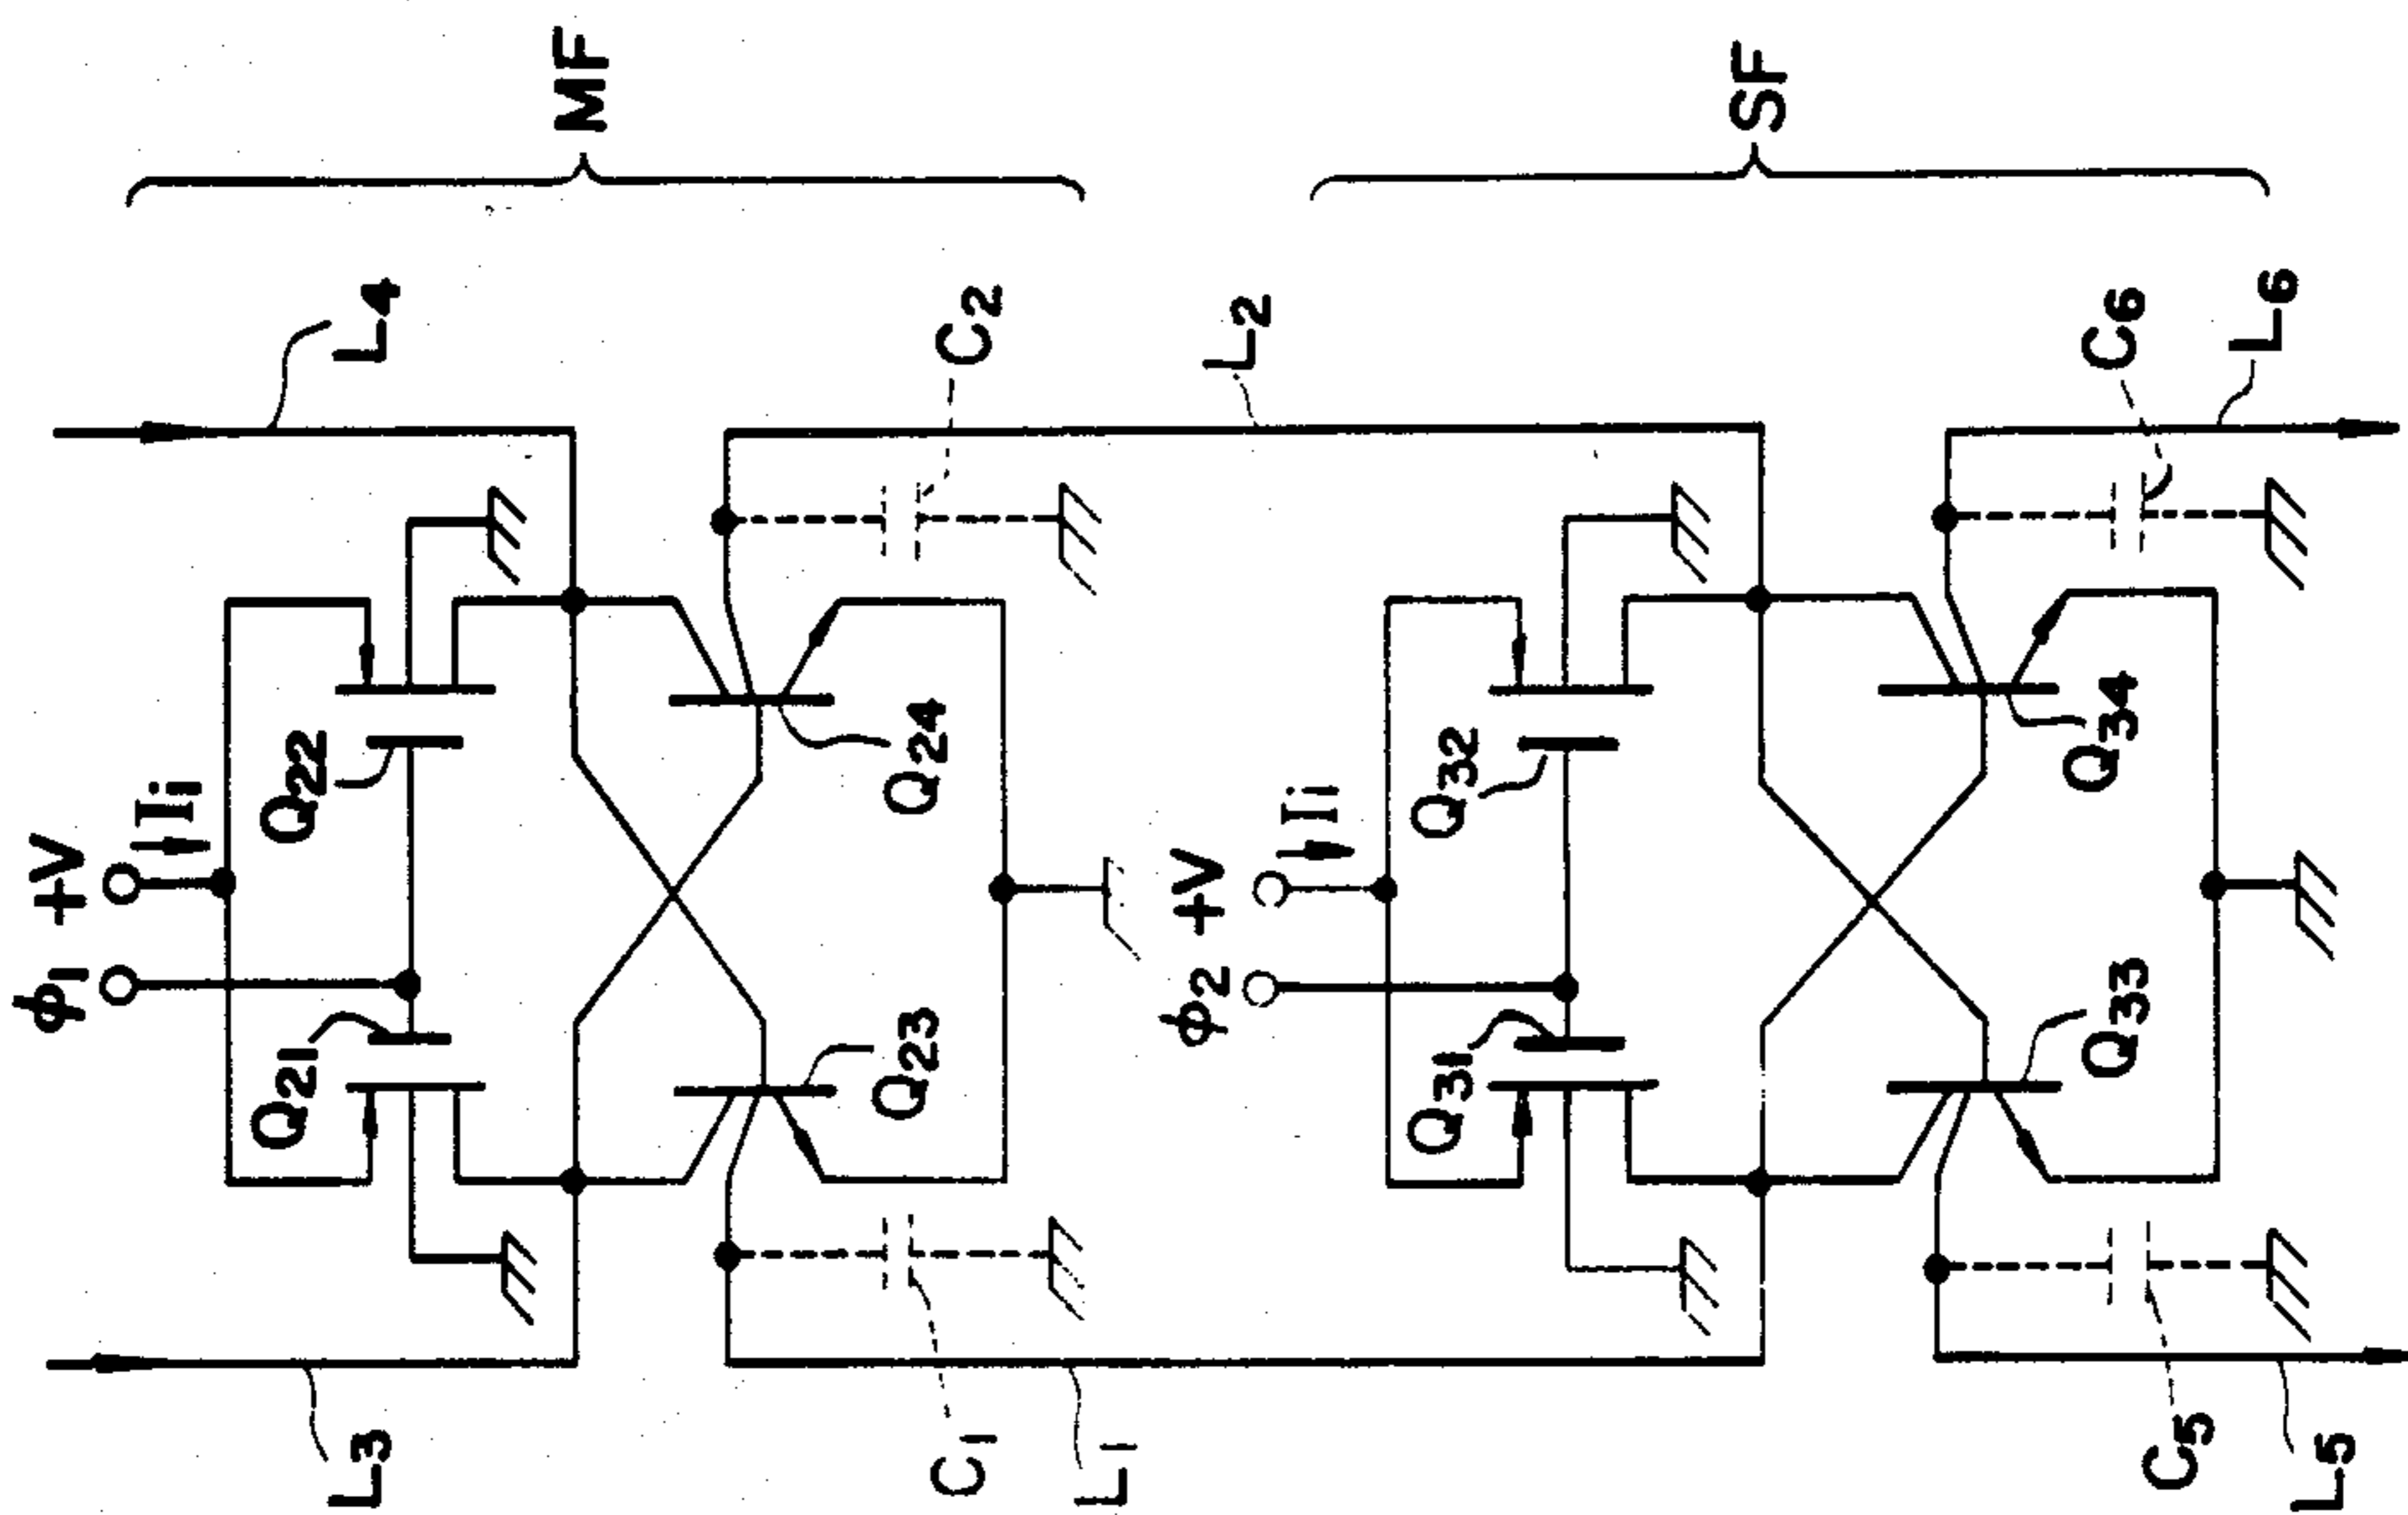 MF
SF
L4
C2
L2
C6
L6
Q22
Q24
Q32
Q34
+V
Ii
+V
Ii
φ1
φ2
Q21
Q23
Q31
Q33
L3
C1
L1
C5
L5